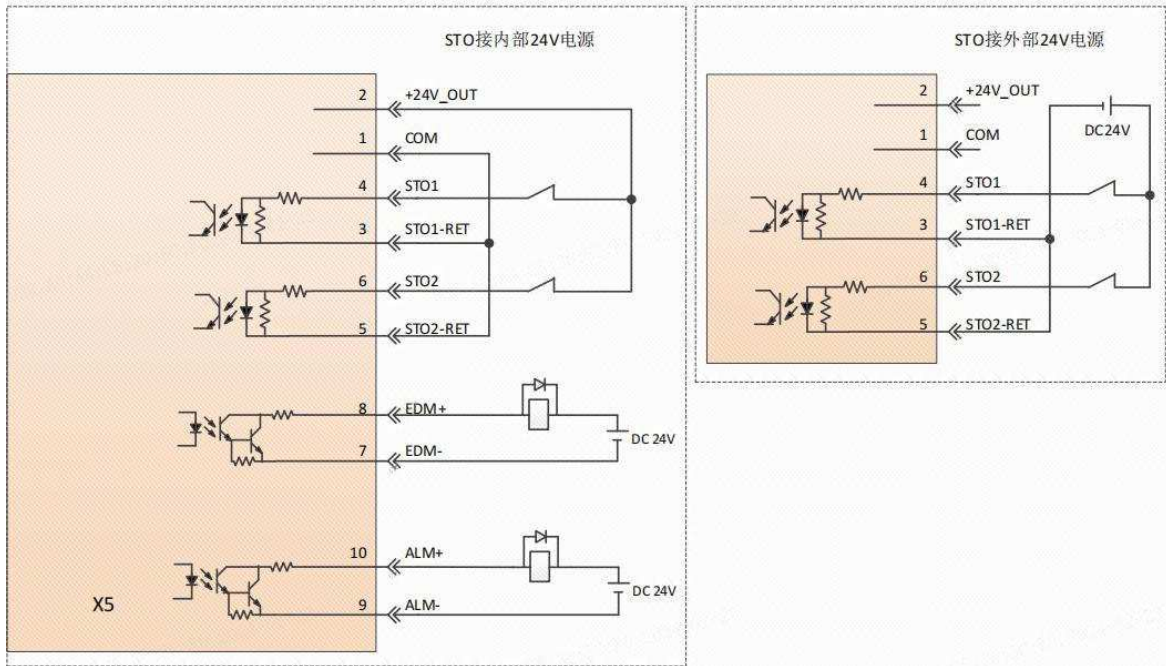 STO接内部24V电源
2 +24V_OUT
1 COM
4 STO1
3 STO1-RET
6 STO2
5 STO2-RET
8 EDM+
7 EDM-
DC 24V
10 ALM+
9 ALM-
DC 24V
X5
STO接外部24V电源
2 +24V_OUT
1 COM
DC24V
4 STO1
3 STO1-RET
6 STO2
5 STO2-RET